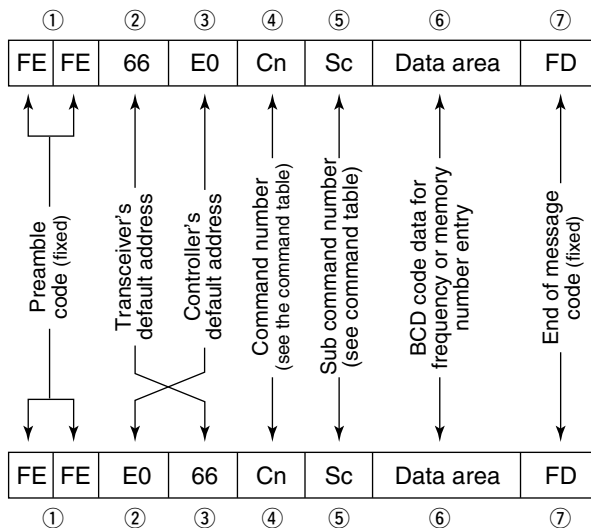 ① ② ③ ④ ⑤ ⑥ ⑦
FE FE 66 E0 Cn Sc Data area FD
Preamble
code (fixed)
Transceiver's
default address
Controller's
default address
Command number
(see the command table)
Sub command number
(see command table)
BCD code data for
frequency or memory
number entry
End of message
code (fixed)
FE FE E0 66 Cn Sc Data area FD
① ② ③ ④ ⑤ ⑥ ⑦